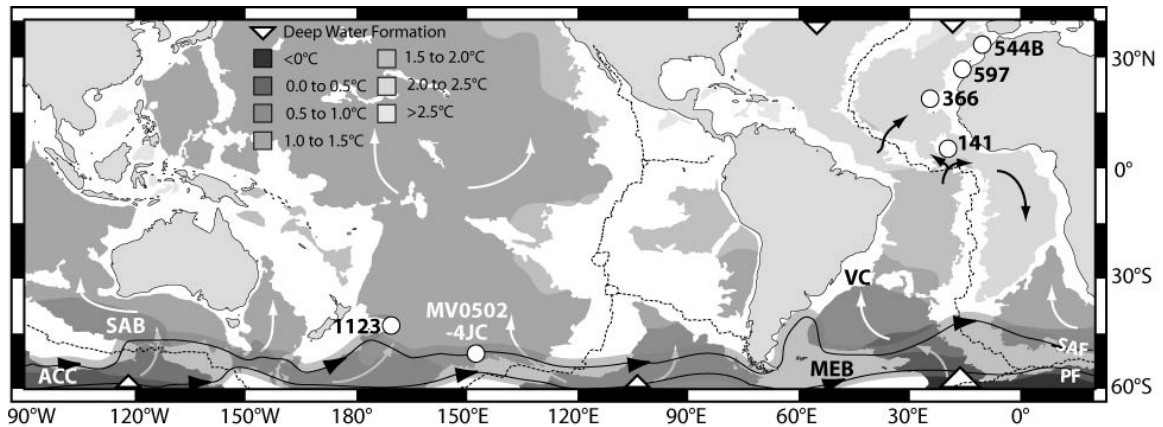 Deep Water Formation
<0°C
0.0 to 0.5°C
0.5 to 1.0°C
1.0 to 1.5°C
1.5 to 2.0°C
2.0 to 2.5°C
>2.5°C
544B
597
366
141
30°N
0°
30°S
60°S
VC
SAB
1123
MV0502
-4JC
ACC
MEB
SAF
PF
90°W 120°W 150°W 180° 150°E 120°E 90°E 60°E 30°E 0°